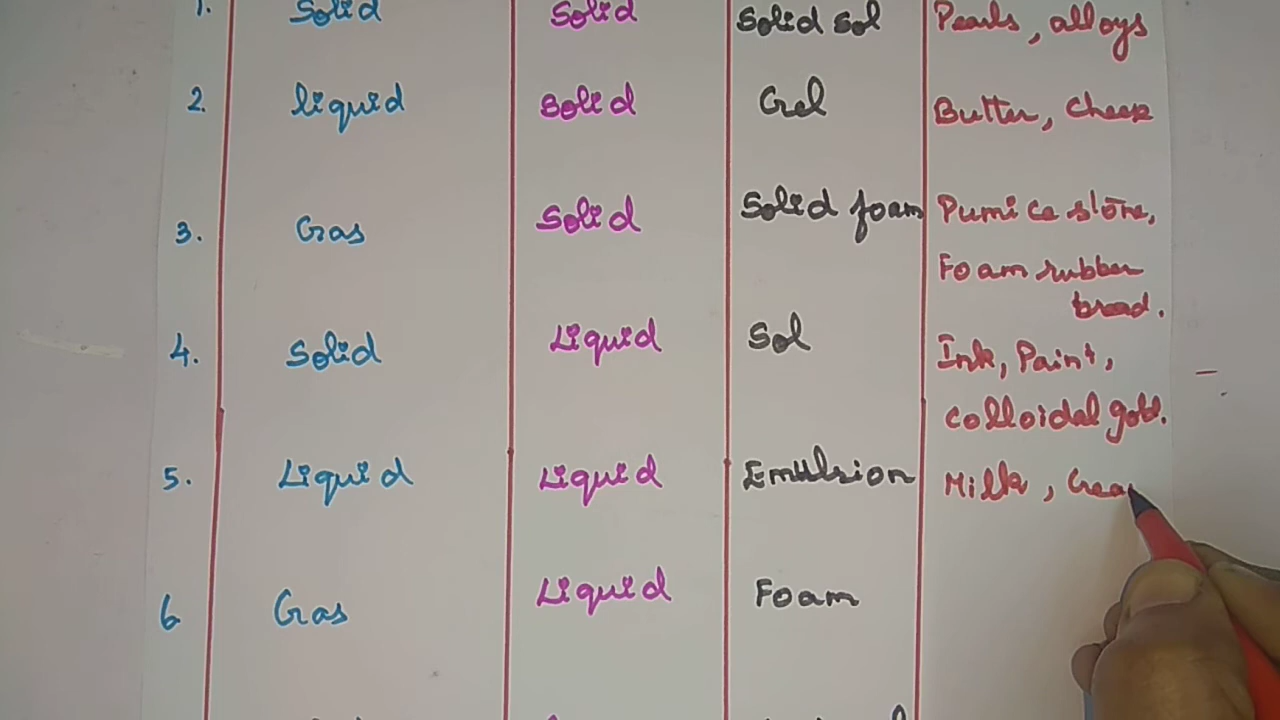 1. Solid Solid Solid sol Pearls, alloys
2. liquid Solid Gel Butter, Cheese
3. Gas Solid Solid foam Pumice stone,
Foam rubber
bread.
4. Solid Liquid Sol Ink, Paint,
Colloidal gold.
5. Liquid Liquid Emulsion Milk, Crea
6 Gas Liquid Foam